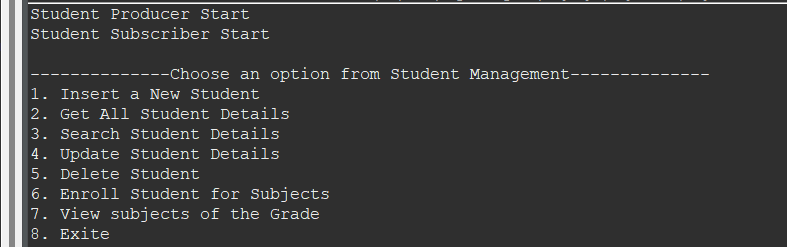 Student Producer Start
Student Subscriber Start
--------------Choose an option from Student Management--------------
1. Insert a New Student
2. Get All Student Details
3. Search Student Details
4. Update Student Details
5. Delete Student
6. Enroll Student for Subjects
7. View subjects of the Grade
8. Exite